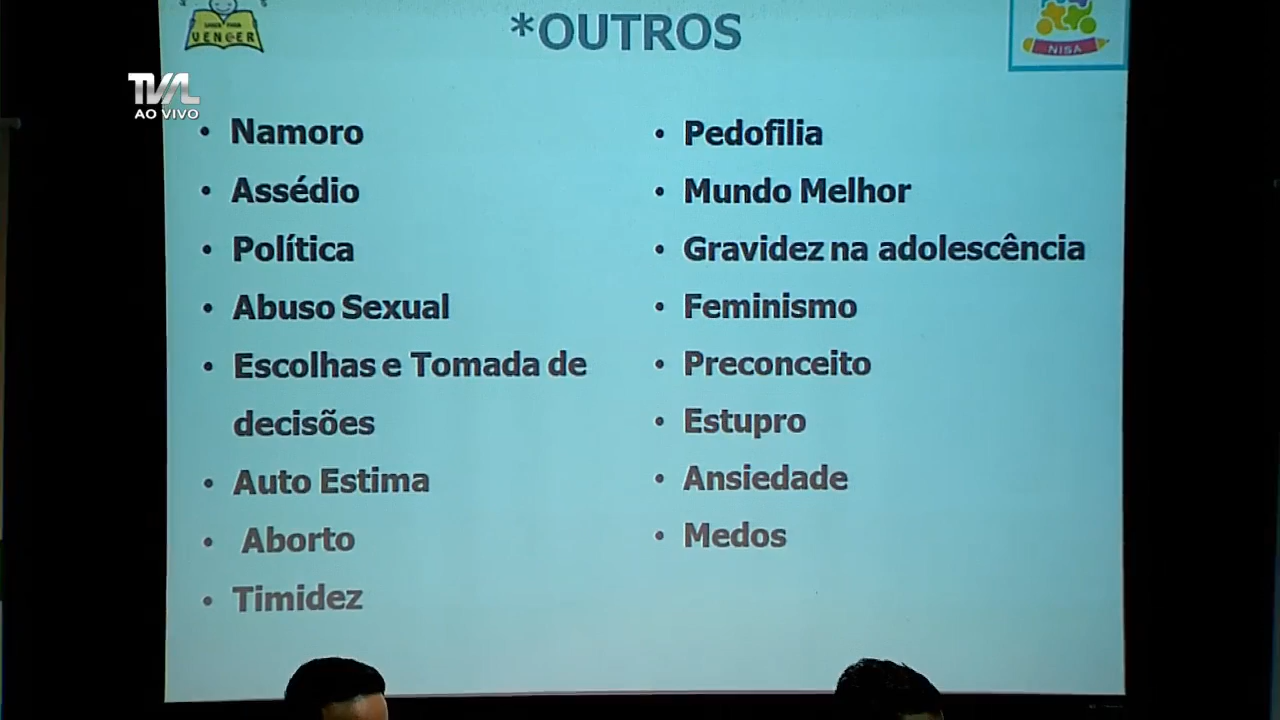 VENCER
*OUTROS
NISA
TVAL
AO VIVO
• Namoro
• Assédio
• Política
• Abuso Sexual
• Escolhas e Tomada de
decisões
• Auto Estima
• Aborto
• Timidez
• Pedofilia
• Mundo Melhor
• Gravidez na adolescência
• Feminismo
• Preconceito
• Estupro
• Ansiedade
• Medos